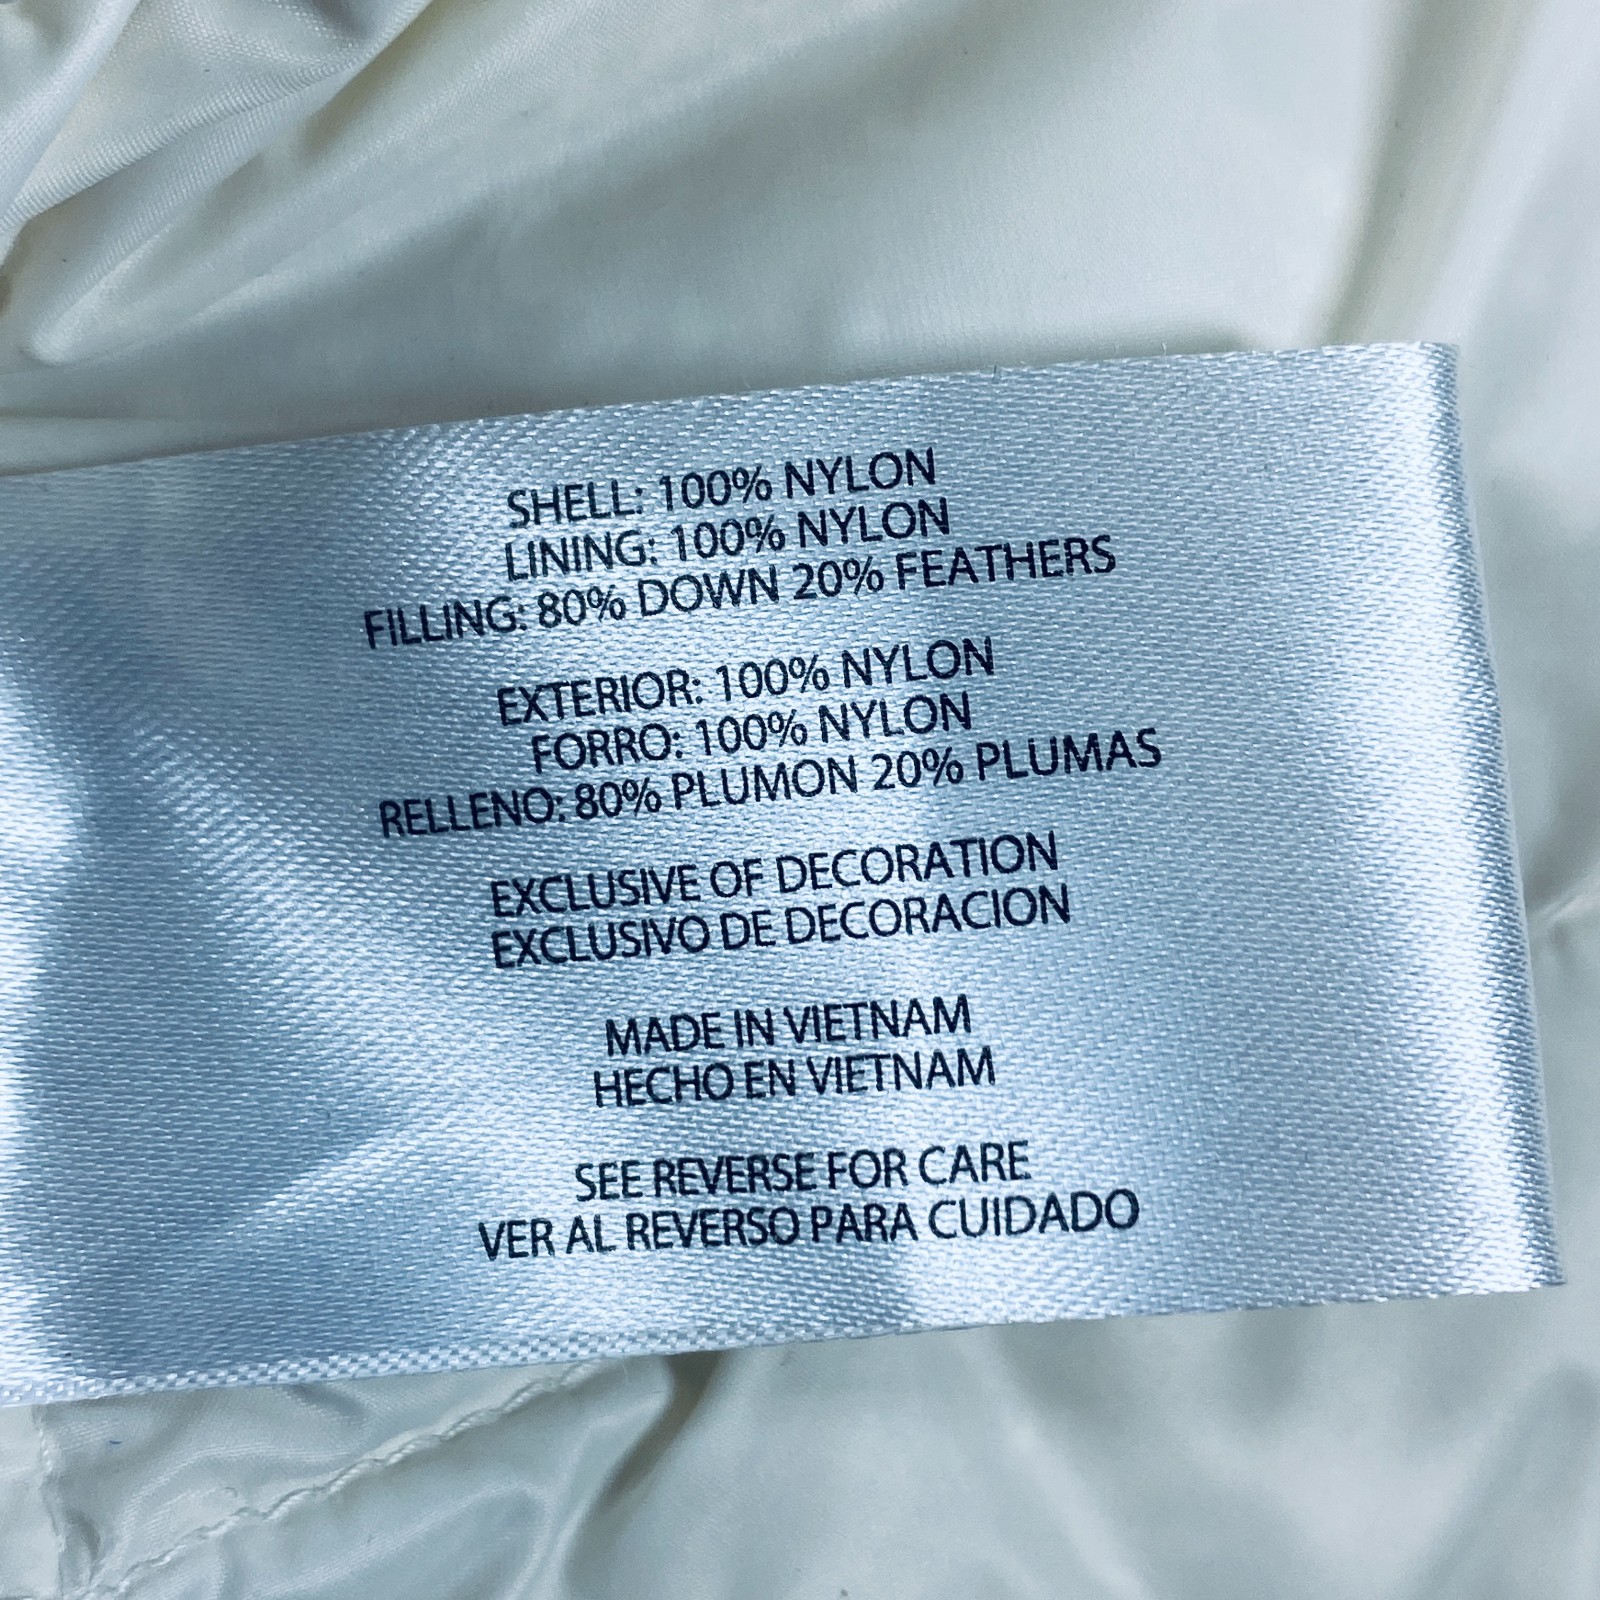 SHELL: 100% NYLON
LINING: 100% NYLON
FILLING: 80% DOWN 20% FEATHERS
EXTERIOR: 100% NYLON
FORRO: 100% NYLON
RELLENO: 80% PLUMON 20% PLUMAS
EXCLUSIVE OF DECORATION
EXCLUSIVO DE DECORACION
MADE IN VIETNAM
HECHO EN VIETNAM
SEE REVERSE FOR CARE
VER AL REVERSO PARA CUIDADO